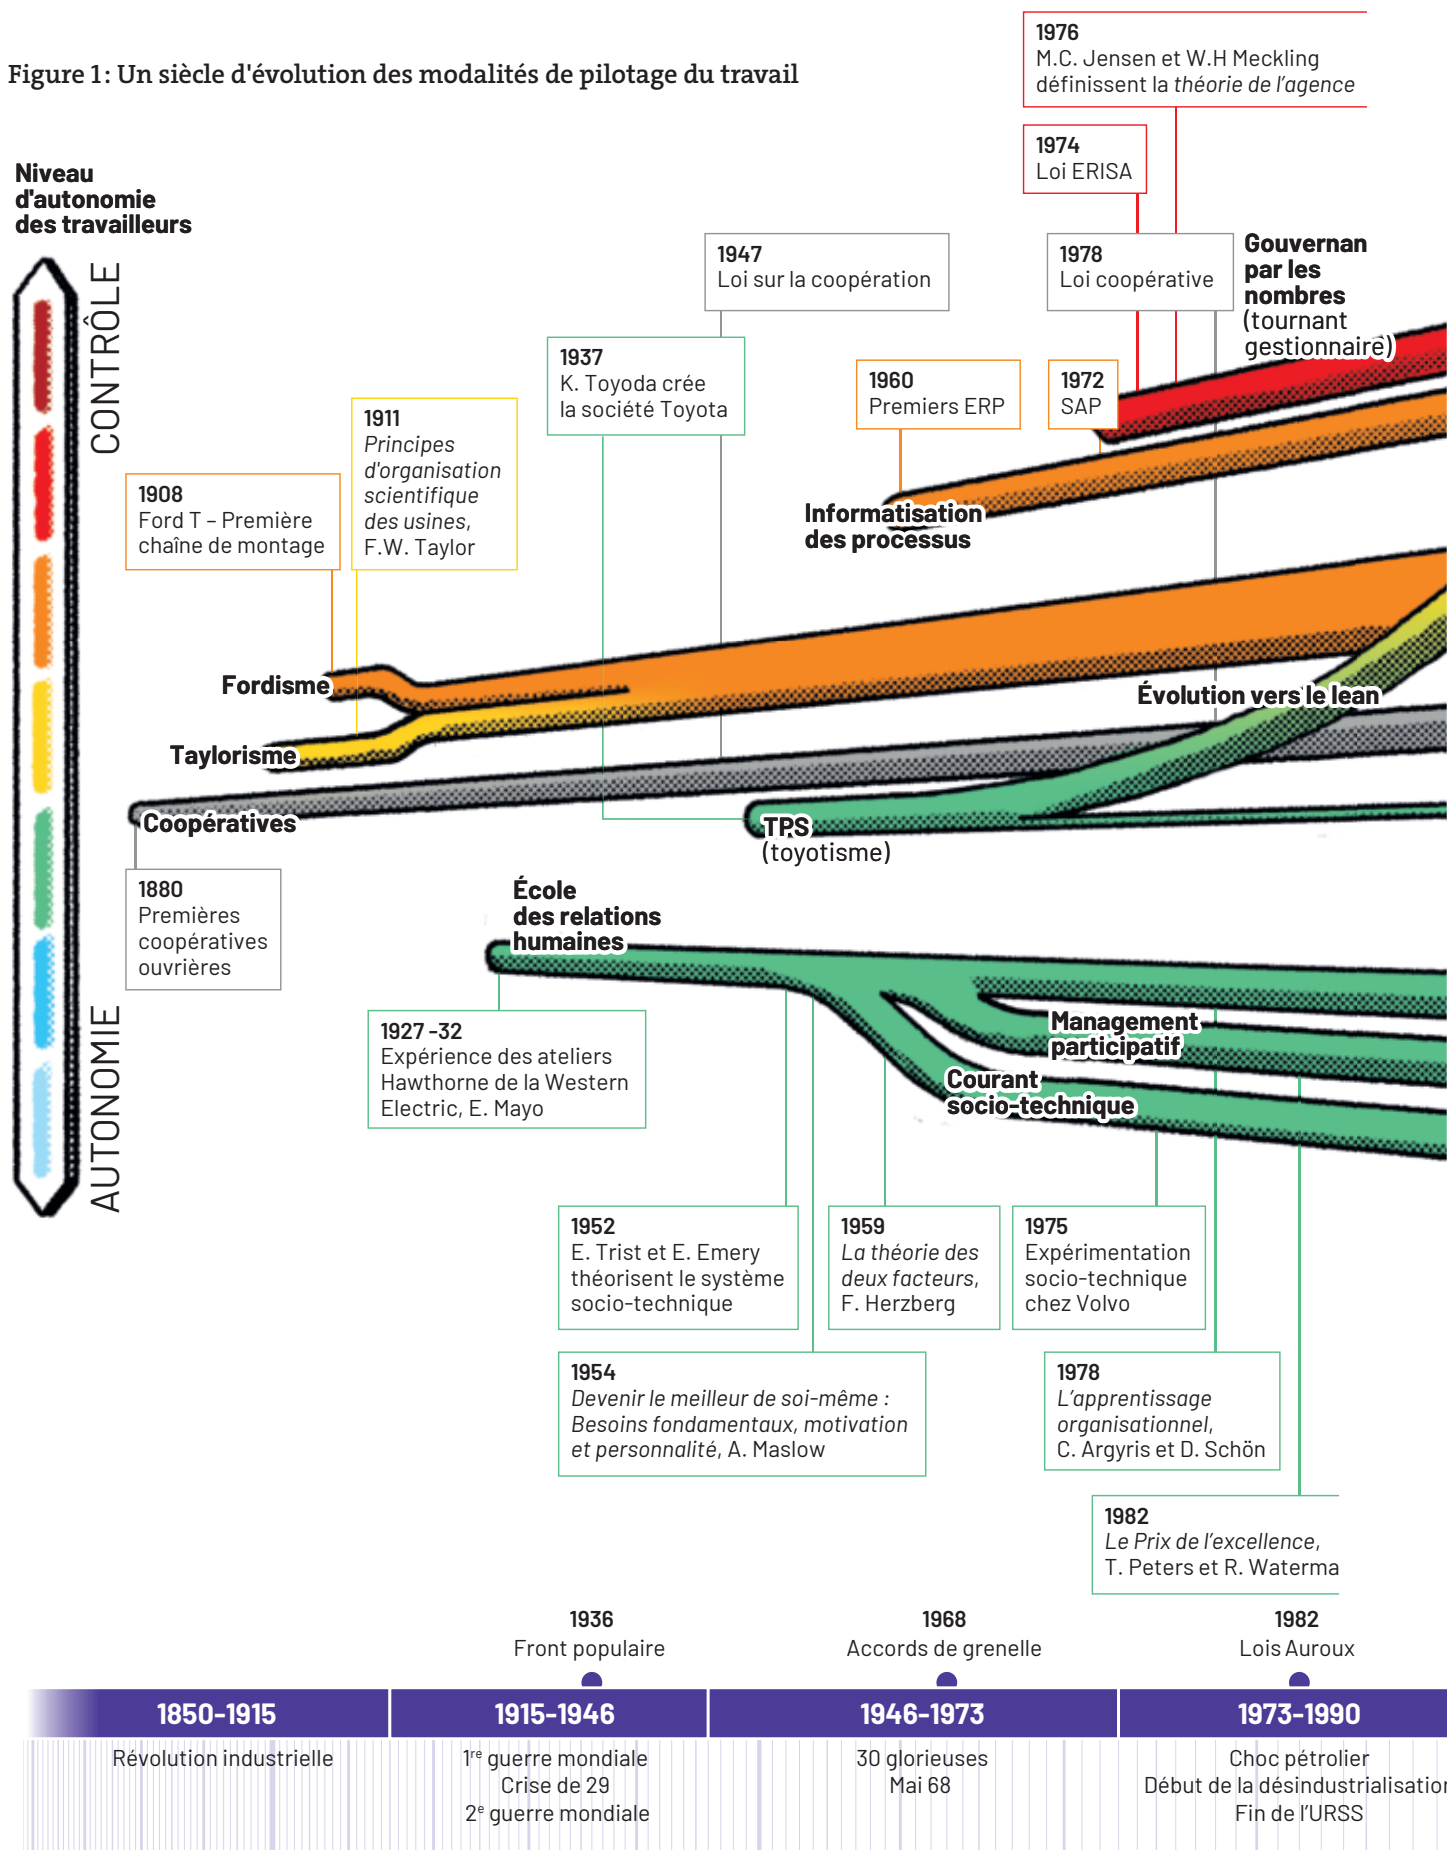 Figure 1 : Un siècle d'évolution des modalités de pilotage du travail
1976
M.C. Jensen et W.H Meckling
définissent la théorie de l'agence
1974
Loi ERISA
Niveau
d'autonomie
des travailleurs
CONTRÔLE
AUTONOMIE
1947
Loi sur la coopération
1978
Loi coopérative
Gouvernan
par les
nombres
(tournant
gestionnaire)
1937
K. Toyoda crée
la société Toyota
1960
Premiers ERP
1972
SAP
1911
Principes
d'organisation
scientifique
des usines,
F.W. Taylor
1908
Ford T – Première
chaîne de montage
Informatisation
des processus
Fordisme
Évolution vers le lean
Taylorisme
Coopératives
TPS
(toyotisme)
1880
Premières
coopératives
ouvrières
École
des relations
humaines
1927-32
Expérience des ateliers
Hawthorne de la Western
Electric, E. Mayo
Management
participatif
Courant
socio-technique
1952
E. Trist et E. Emery
théorisent le système
socio-technique
1959
La théorie des
deux facteurs,
F. Herzberg
1975
Expérimentation
socio-technique
chez Volvo
1954
Devenir le meilleur de soi-même :
Besoins fondamentaux, motivation
et personnalité, A. Maslow
1978
L'apprentissage
organisationnel,
C. Argyris et D. Schön
1982
Le Prix de l'excellence,
T. Peters et R. Waterma
1936
Front populaire
1968
Accords de grenelle
1982
Lois Auroux
1850-1915
1915-1946
1946-1973
1973-1990
Révolution industrielle
1re guerre mondiale
Crise de 29
2e guerre mondiale
30 glorieuses
Mai 68
Choc pétrolier
Début de la désindustrialisation
Fin de l'URSS